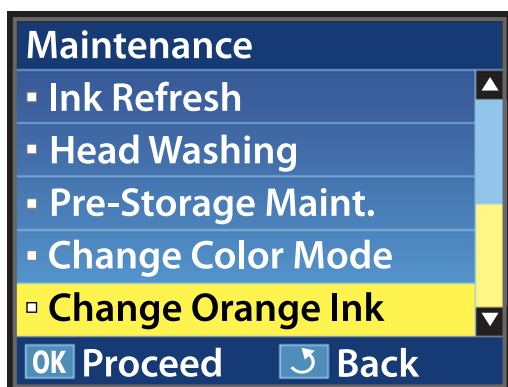 Maintenance
Ink Refresh
Head Washing
Pre-Storage Maint.
Change Color Mode
Change Orange Ink
OK Proceed Back